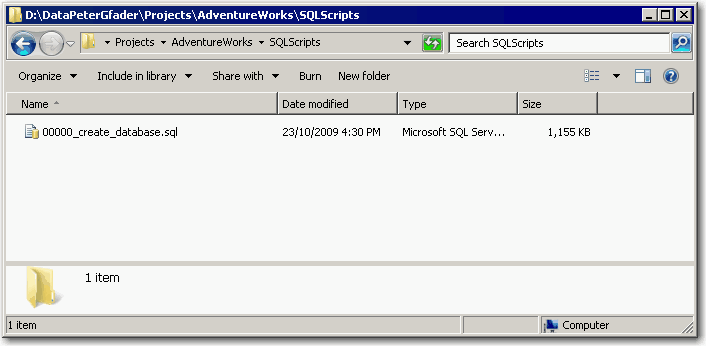 D:\DataPeterGfader\Projects\AdventureWorks\SQLScripts
Projects AdventureWorks SQLScripts Search SQLScripts
Organize Include in library Share with Burn New folder
Name Date modified Type Size
00000_create_database.sql 23/10/2009 4:30 PM Microsoft SQL Serv... 1,155 KB
1 item
1 item Computer